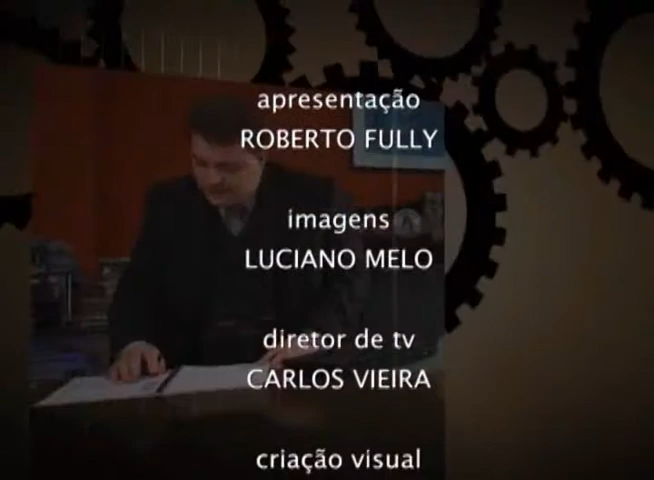 apresentação
ROBERTO FULLY
imagens
LUCIANO MELO
diretor de tv
CARLOS VIEIRA
criação visual